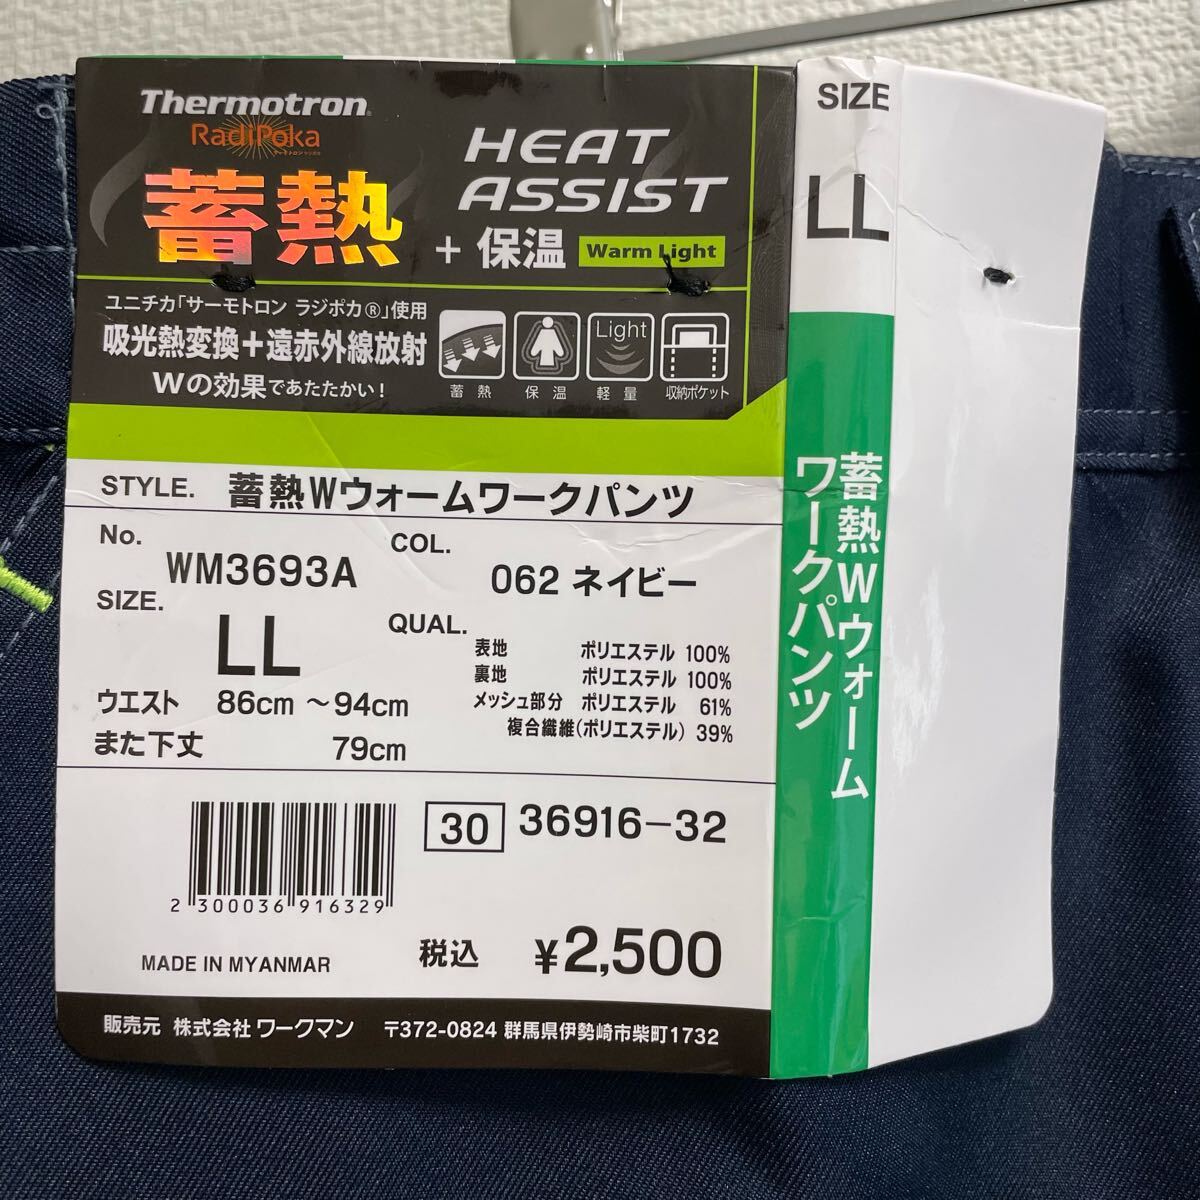 Thermotron®
RadiPoka
サーモトロンラジポカ
蓄熱
HEAT
ASSIST
+ 保温 Warm Light
ユニチカ「サーモトロン ラジポカ®」使用
吸光熱変換+遠赤外線放射
Wの効果であたたかい!
Light
蓄熱 保温 軽量 収納ポケット
STYLE. 蓄熱Wウォームワークパンツ
No. WM3693A
COL. 062 ネイビー
SIZE. LL
ウエスト 86cm ~94cm
また下丈 79cm
QUAL.
表地 ポリエステル 100%
裏地 ポリエステル 100%
メッシュ部分 ポリエステル 61%
複合繊維(ポリエステル) 39%
30 36916-32
2 300036 916329
MADE IN MYANMAR
税込 ¥2,500
販売元 株式会社 ワークマン 〒372-0824 群馬県伊勢崎市柴町1732
SIZE
LL
蓄熱Wウォーム
ワークパンツ